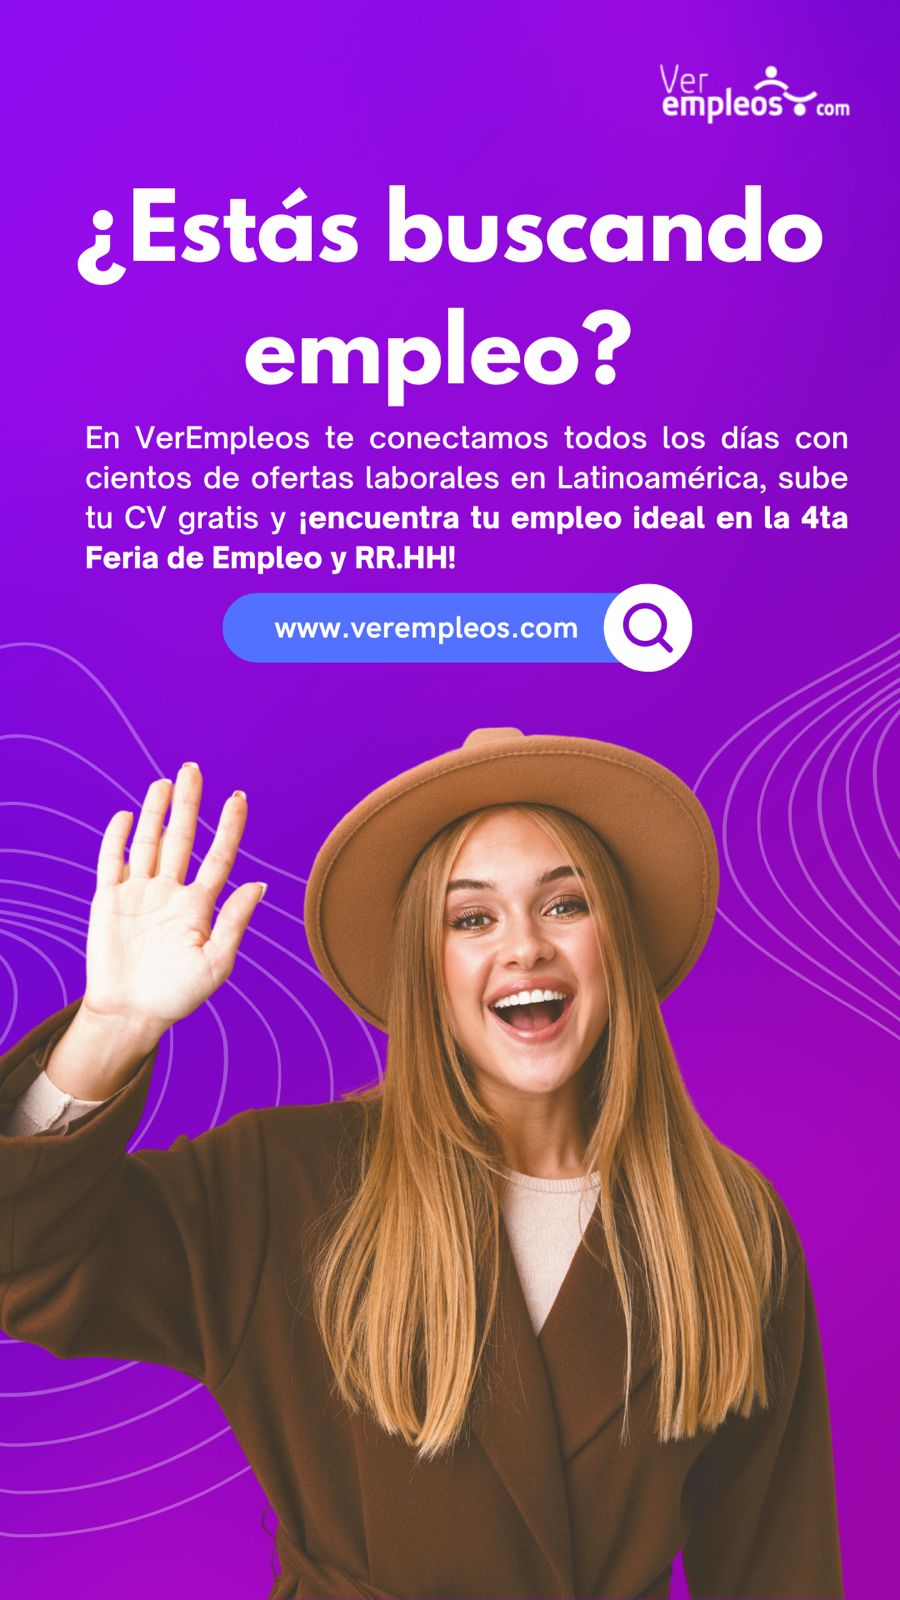 Ver
empleos.com
¿Estás buscando
empleo?
En VerEmpleos te conectamos todos los días con
cientos de ofertas laborales en Latinoamérica, sube
tu CV gratis y ¡encuentra tu empleo ideal en la 4ta
Feria de Empleo y RR.HH!
www.verempleos.com